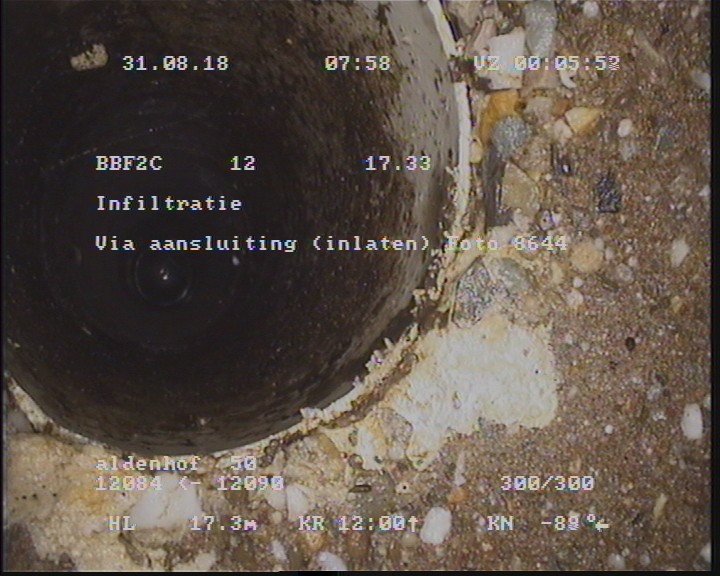 31.08.18 07:58 VZ 00:05:52
BBF2C 12 17.33
Infiltratie
Via aansluiting (inlaten) Foto 8644
aldenhof 50
12084 <- 12090 300/300
HL 17.3m KR 12:00↑ KN -89°←